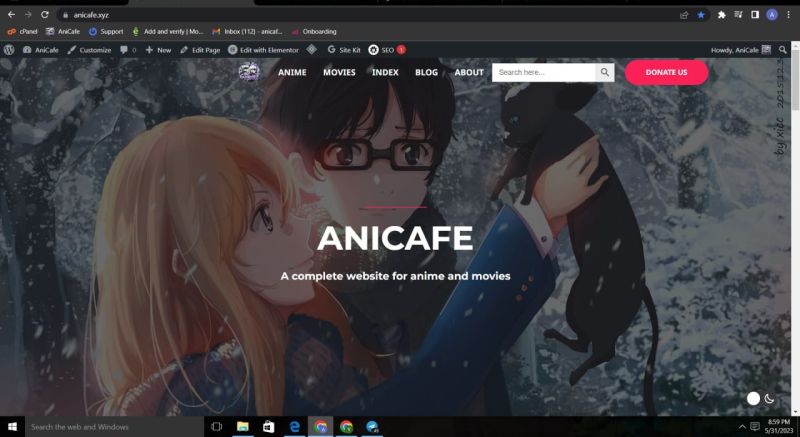 anicafe.xyz
A
cPanel
AniCafe
Support
Add and verify | Mo...
Inbox (112) - anicaf...
Onboarding
AniCafe
Customize
0
New
Edit Page
Edit with Elementor
Site Kit
SEO
1
Howdy, AniCafe
ANIME
MOVIES
INDEX
BLOG
ABOUT
Search here...
DONATE US
by xicc 2015.12.3
ANICAFE
A complete website for anime and movies
Search the web and Windows
8:59 PM
5/31/2023